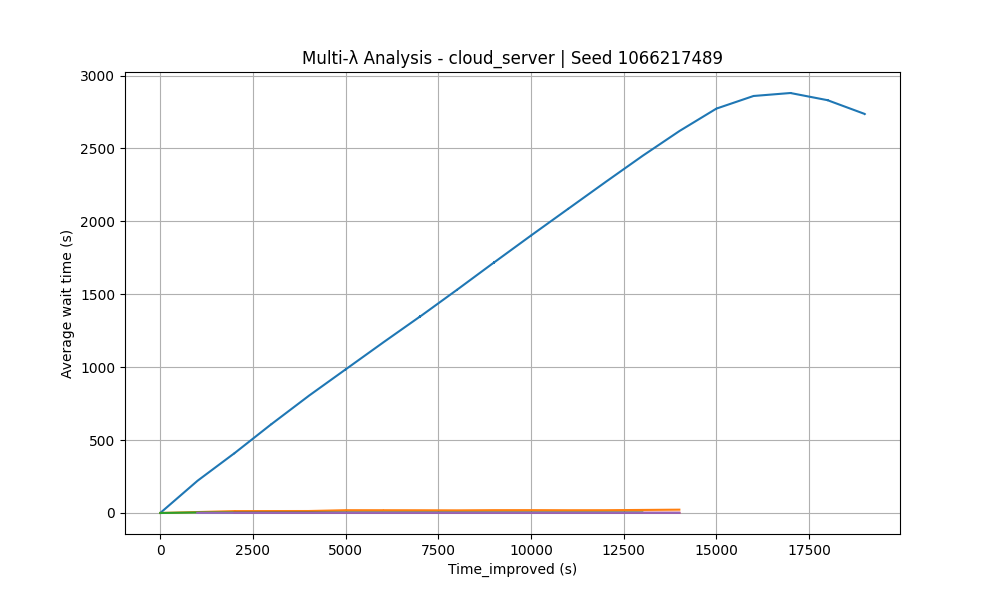 Multi-λ Analysis - cloud_server | Seed 1066217489
3000
2500
2000
1500
1000
500
0
Average wait time (s)
0 2500 5000 7500 10000 12500 15000 17500
Time_improved (s)